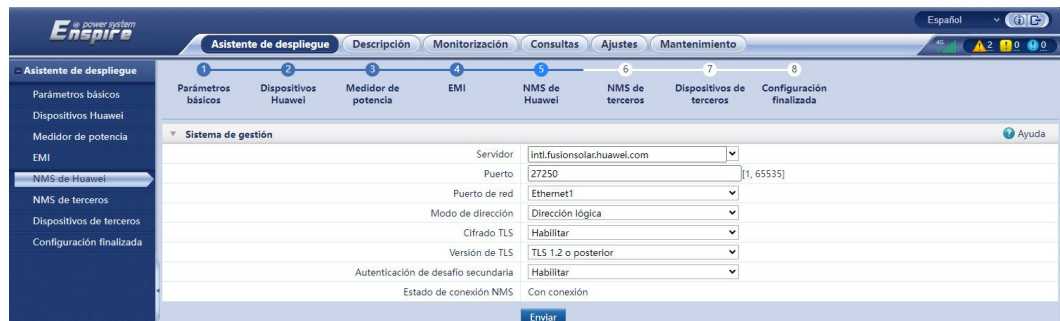 Enspire @ power system
Español
Asistente de despliegue
Descripción
Monitorización
Consultas
Ajustes
Mantenimiento
4G
2
0
0
Asistente de despliegue
Parámetros básicos
Dispositivos Huawei
Medidor de potencia
EMI
NMS de Huawei
NMS de terceros
Dispositivos de terceros
Configuración finalizada
1
2
3
4
5
6
7
8
Parámetros básicos
Dispositivos Huawei
Medidor de potencia
EMI
NMS de Huawei
NMS de terceros
Dispositivos de terceros
Configuración finalizada
Sistema de gestión
Ayuda
Servidor intl.fusionsolar.huawei.com
Puerto 27250 [1, 65535]
Puerto de red Ethernet1
Modo de dirección Dirección lógica
Cifrado TLS Habilitar
Versión de TLS TLS 1.2 o posterior
Autenticación de desafío secundaria Habilitar
Estado de conexión NMS Con conexión
Enviar